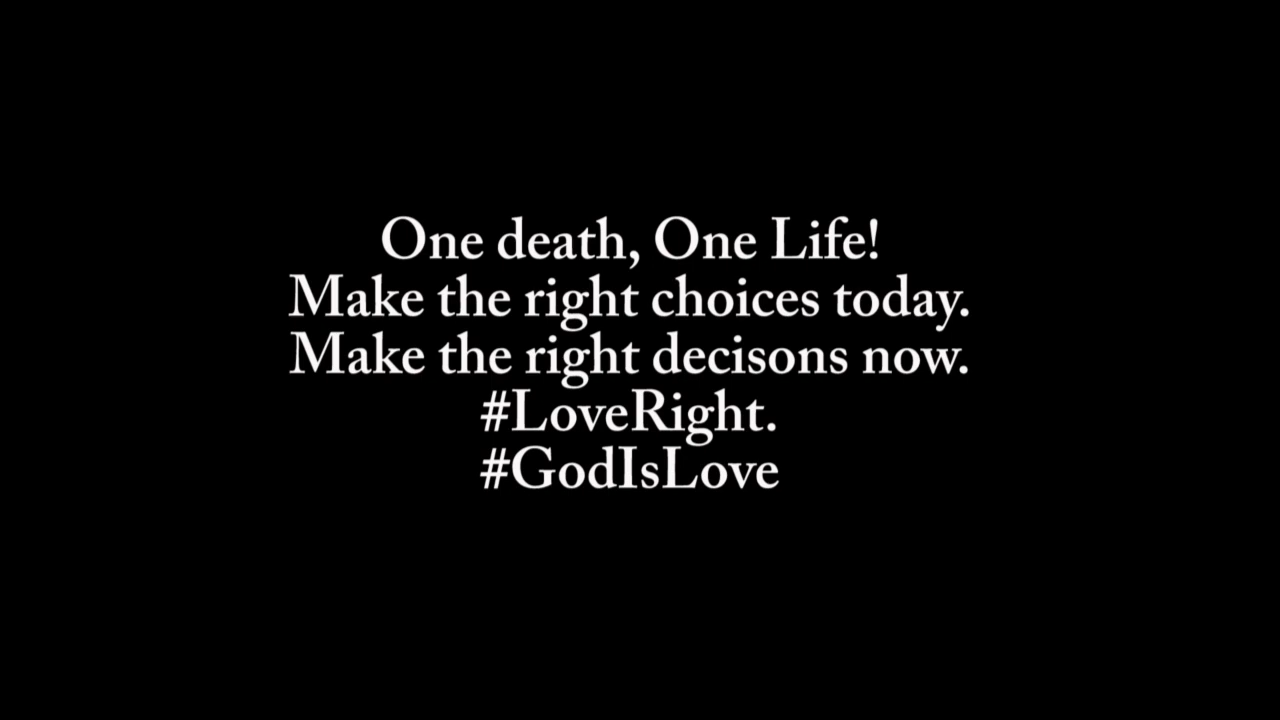 One death, One Life!
Make the right choices today.
Make the right decisons now.
#LoveRight.
#GodIsLove